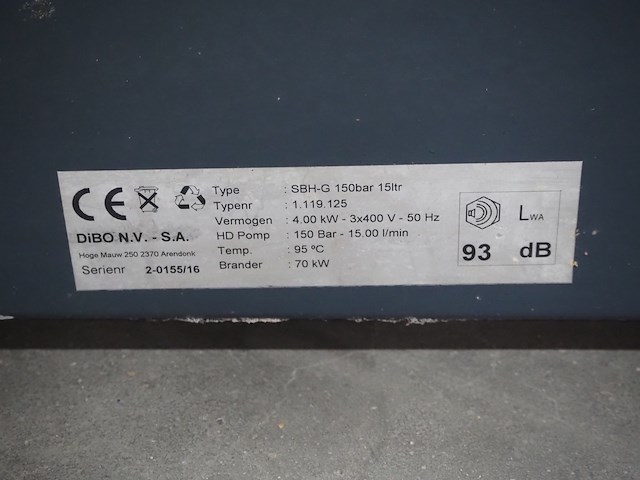 CE
DiBO N.V. - S.A.
Hoge Mauw 250 2370 Arendonk
Serienr 2-0155/16
Type : SBH-G 150bar 15ltr
Typenr : 1.119.125
Vermogen : 4.00 kW - 3x400 V - 50 Hz
HD Pomp : 150 Bar - 15.00 l/min
Temp. : 95 ºC
Brander : 70 kW
LWA
93 dB